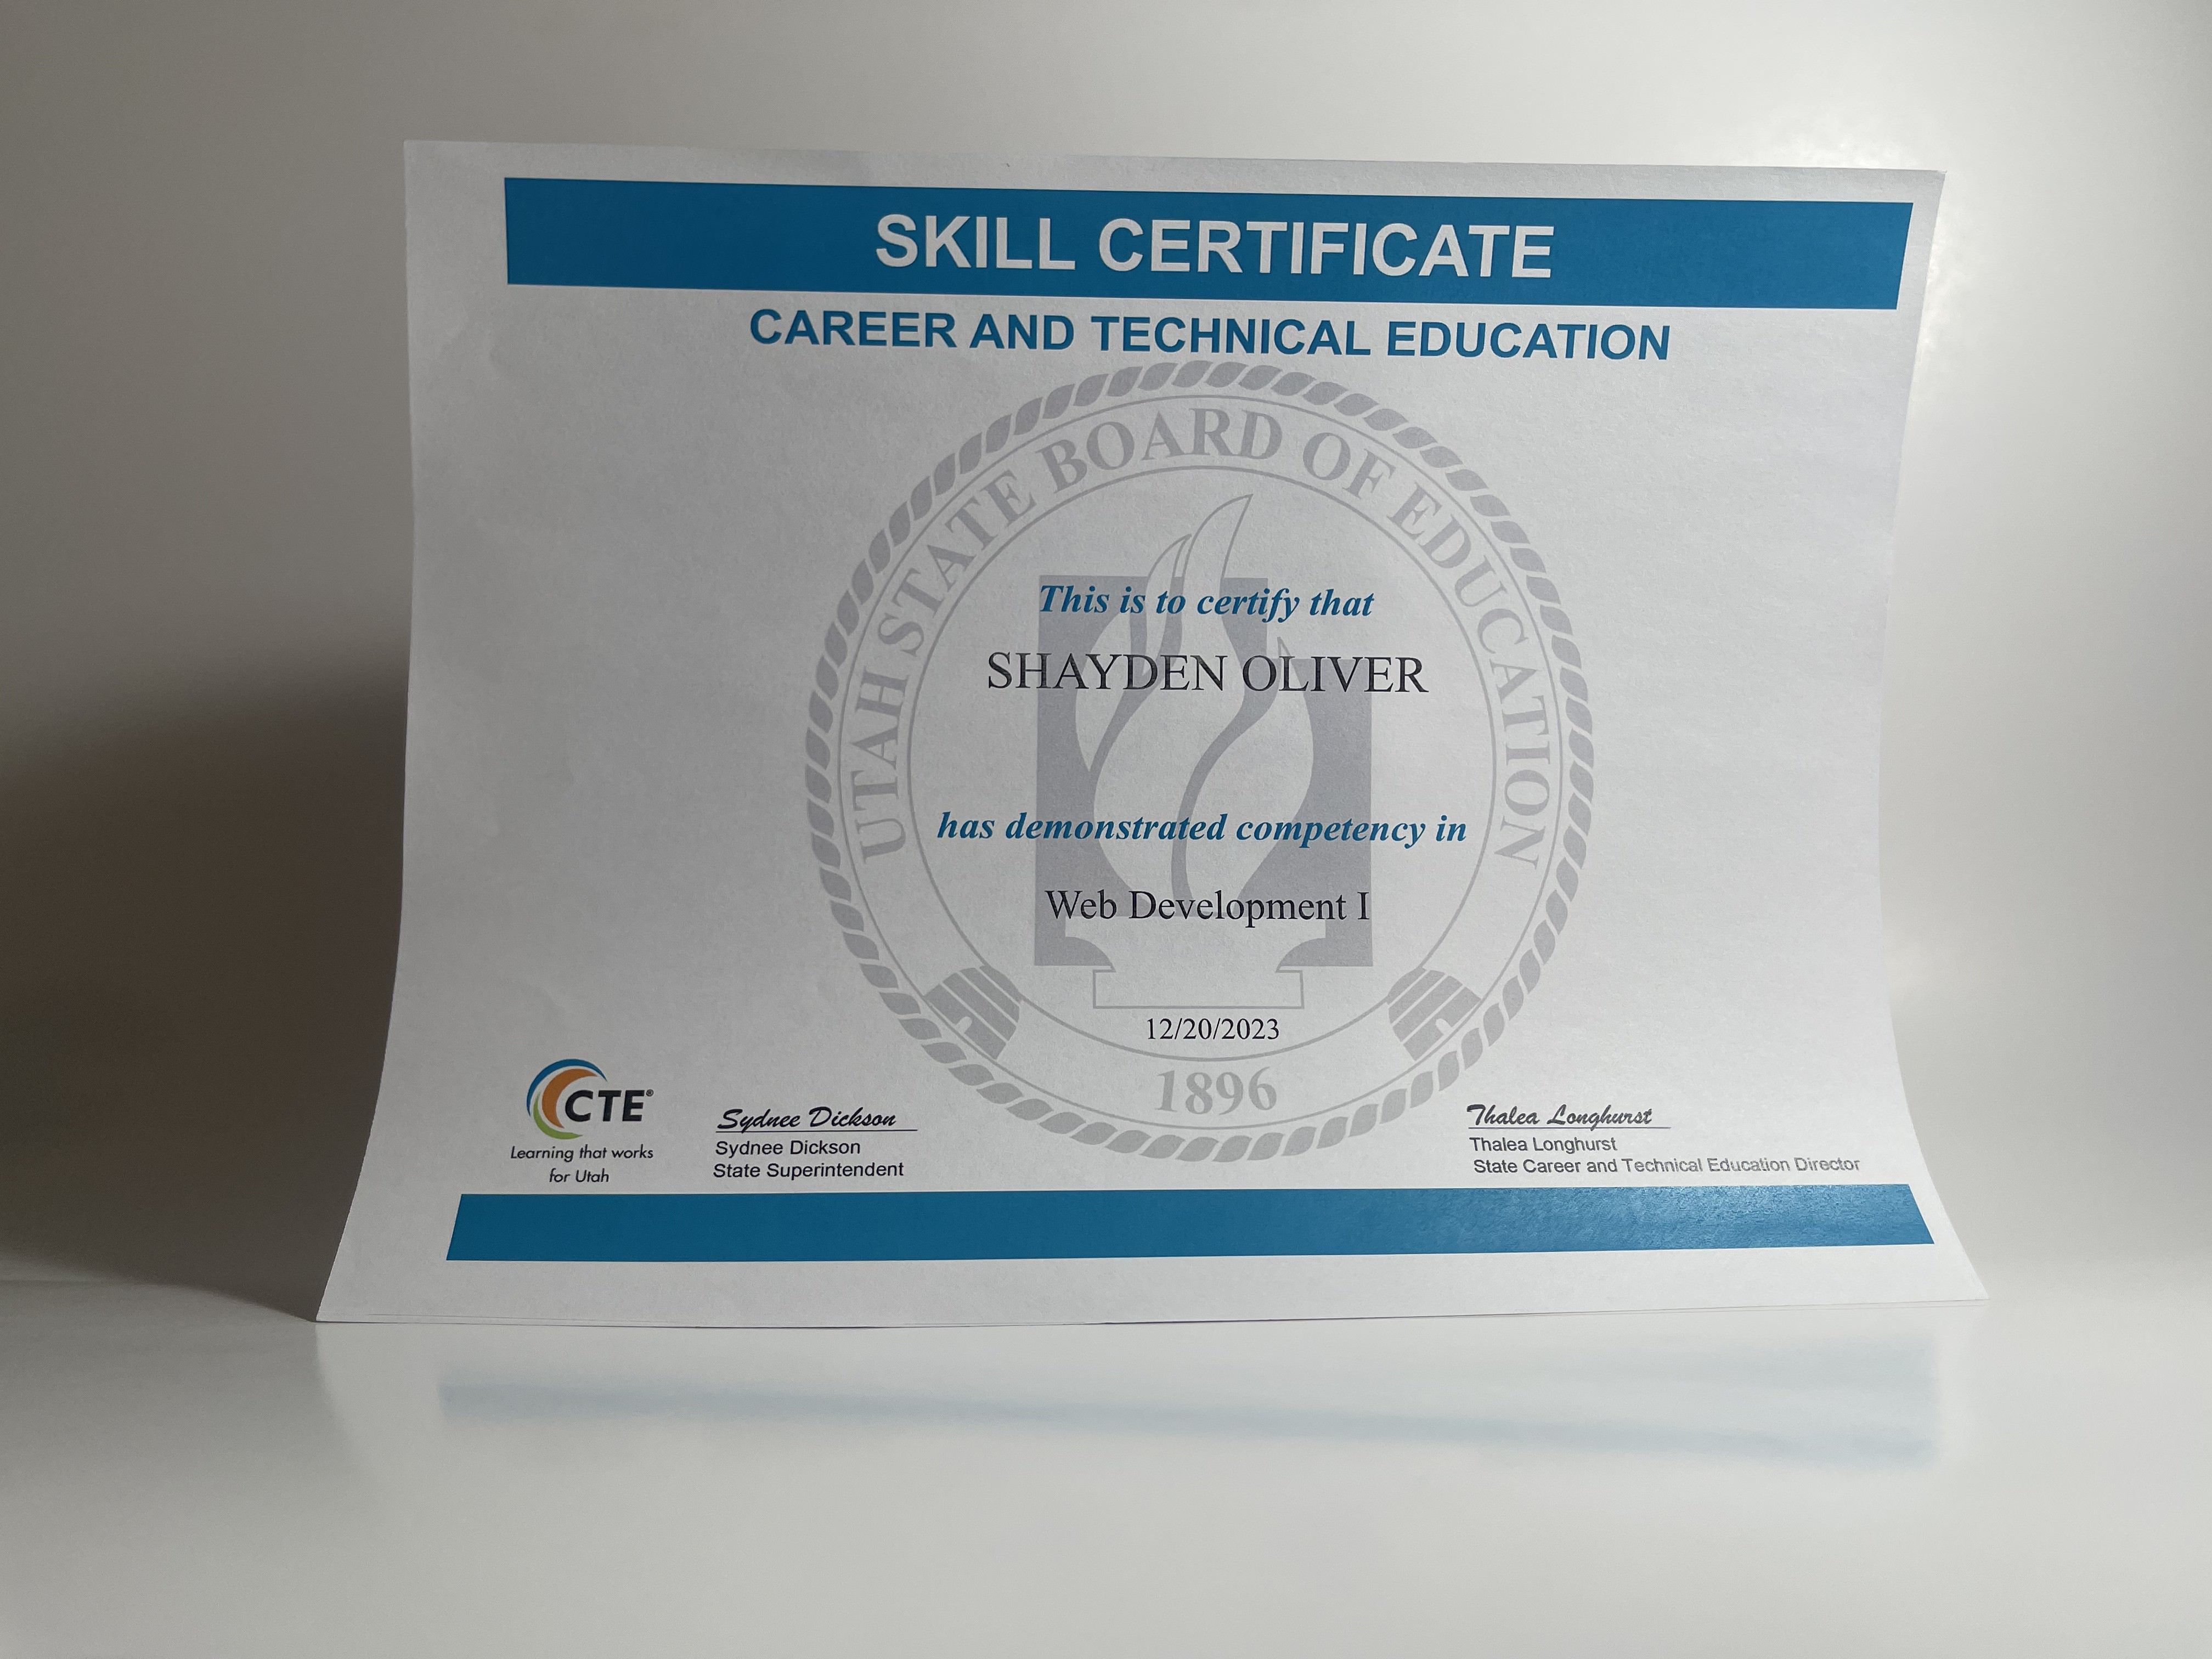 SKILL CERTIFICATE
CAREER AND TECHNICAL EDUCATION
UTAH STATE BOARD OF EDUCATION
This is to certify that
SHAYDEN OLIVER
has demonstrated competency in
Web Development I
12/20/2023
1896
CTE®
Learning that works
for Utah
Sydnee Dickson
Sydnee Dickson
State Superintendent
Thalea Longhurst
Thalea Longhurst
State Career and Technical Education Director